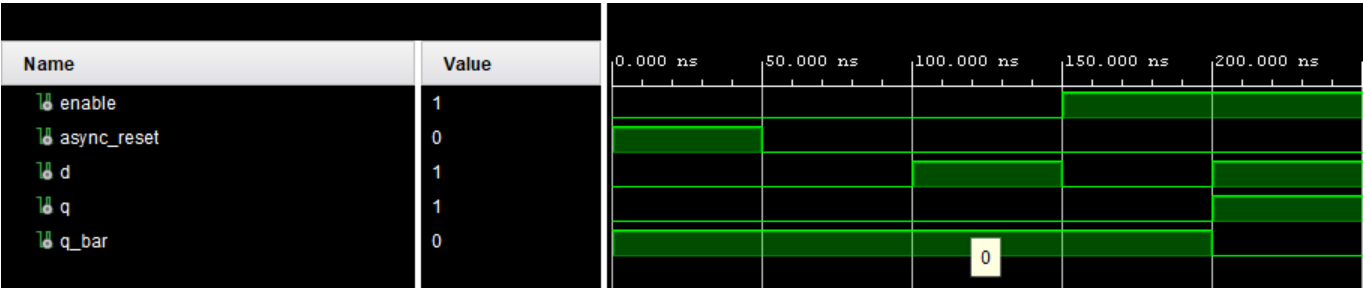 Name Value 0.000 ns 50.000 ns 100.000 ns 150.000 ns 200.000 ns
enable 1
async_reset 0
d 1
q 1
q_bar 0
0